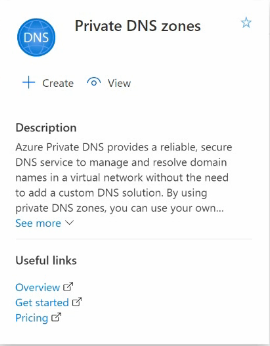 DNS
Private DNS zones
Create
View
Description
Azure Private DNS provides a reliable, secure
DNS service to manage and resolve domain
names in a virtual network without the need
to add a custom DNS solution. By using
private DNS zones, you can use your own...
See more
Useful links
Overview
Get started
Pricing